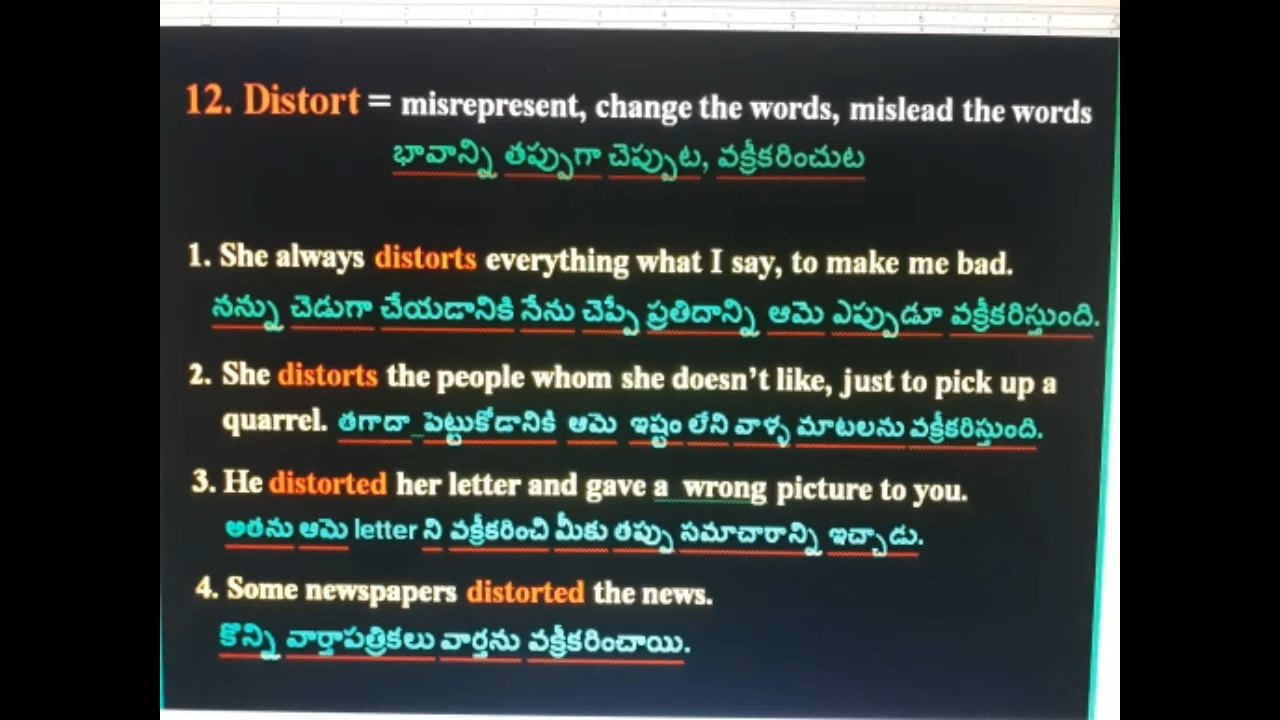 12. Distort = misrepresent, change the words, mislead the words
భావాన్ని తప్పుగా చెప్పుట, వక్రీకరించుట
1. She always distorts everything what I say, to make me bad.
నన్ను చెడుగా చేయడానికి నేను చెప్పే ప్రతిదాన్ని ఆమె ఎప్పుడూ వక్రీకరిస్తుంది.
2. She distorts the people whom she doesn't like, just to pick up a
quarrel. తగాదా పెట్టుకోడానికి ఆమె ఇష్టం లేని వాళ్ళ మాటలను వక్రీకరిస్తుంది.
3. He distorted her letter and gave a wrong picture to you.
అతను ఆమె letter ని వక్రీకరించి మీకు తప్పు సమాచారాన్ని ఇచ్చాడు.
4. Some newspapers distorted the news.
కొన్ని వార్తాపత్రికలు వార్తను వక్రీకరించాయి.